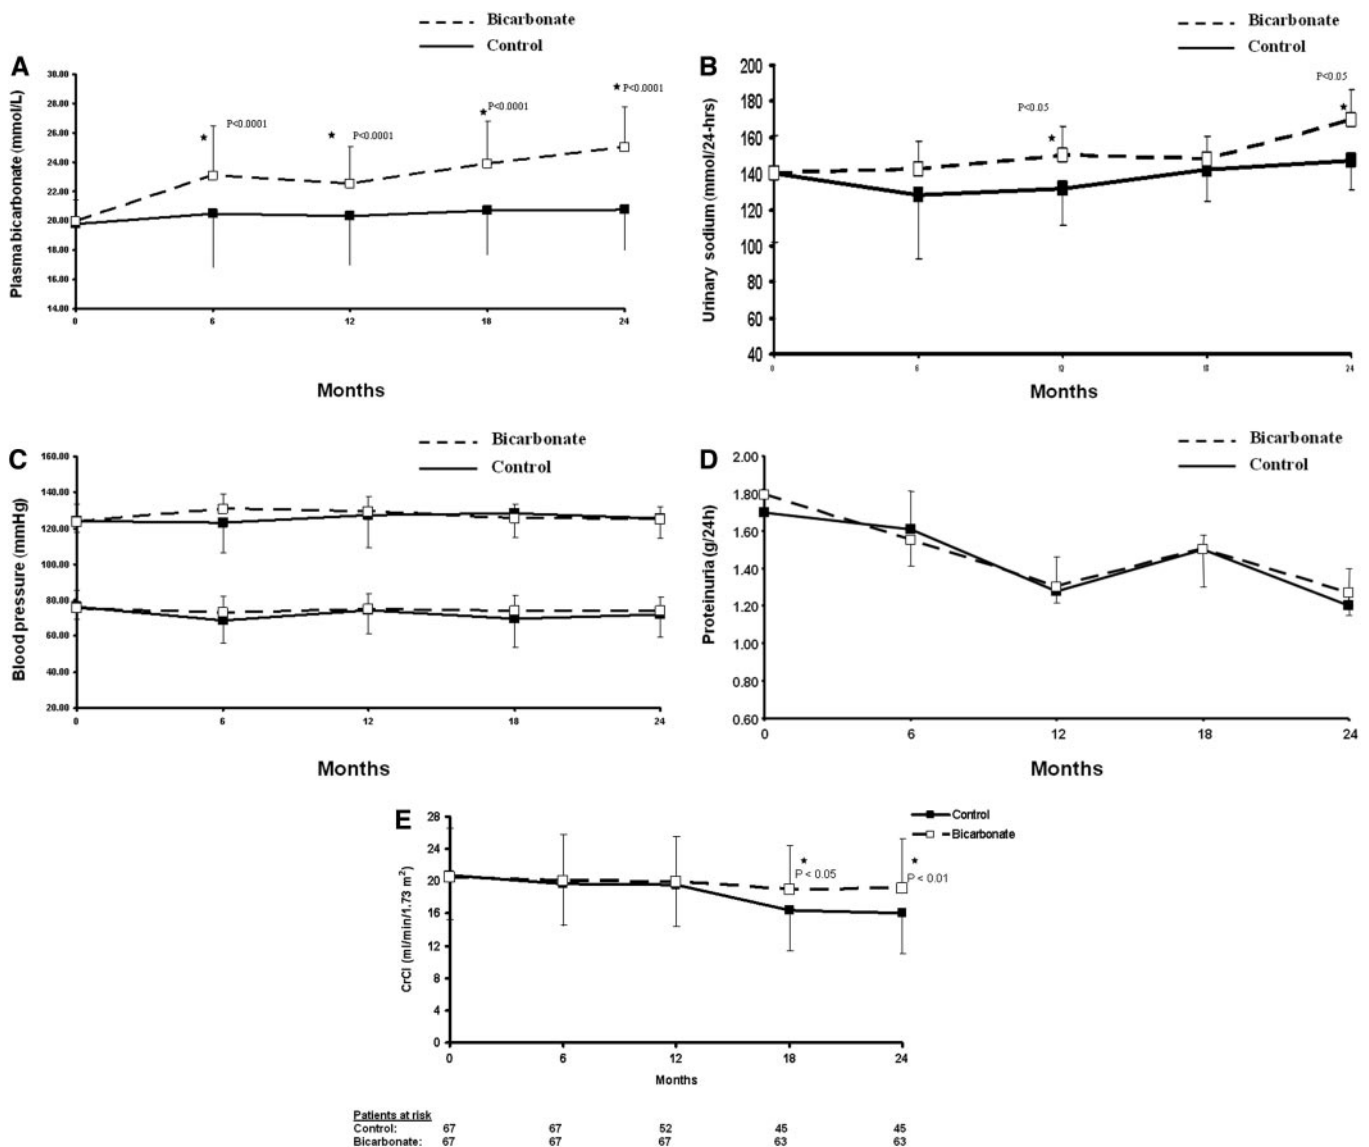 Bicarbonate
Control
A
Plasma bicarbonate (mmol/L)
30.00
28.00
26.00
24.00
22.00
20.00
18.00
16.00
14.00
P<0.0001
P<0.0001
P<0.0001
P<0.0001
0 6 12 18 24
Months
Bicarbonate
Control
B
Urinary sodium (mmol/24-hrs)
200
180
160
140
120
100
80
60
40
P<0.05
P<0.05
0 6 12 18 24
Months
Bicarbonate
Control
C
Blood pressure (mmHg)
160.00
140.00
120.00
100.00
80.00
60.00
40.00
20.00
0 6 12 18 24
Months
Bicarbonate
Control
D
Proteinuria (g/24h)
2.00
1.80
1.60
1.40
1.20
1.00
0.80
0.60
0 6 12 18 24
Months
E
Control
Bicarbonate
CrCl (ml/min/1.73 m²)
28
24
20
16
12
8
4
0
P < 0.05
P < 0.01
0 6 12 18 24
Months
Patients at risk
Control: 67 67 52 45 45
Bicarbonate: 67 67 67 63 63